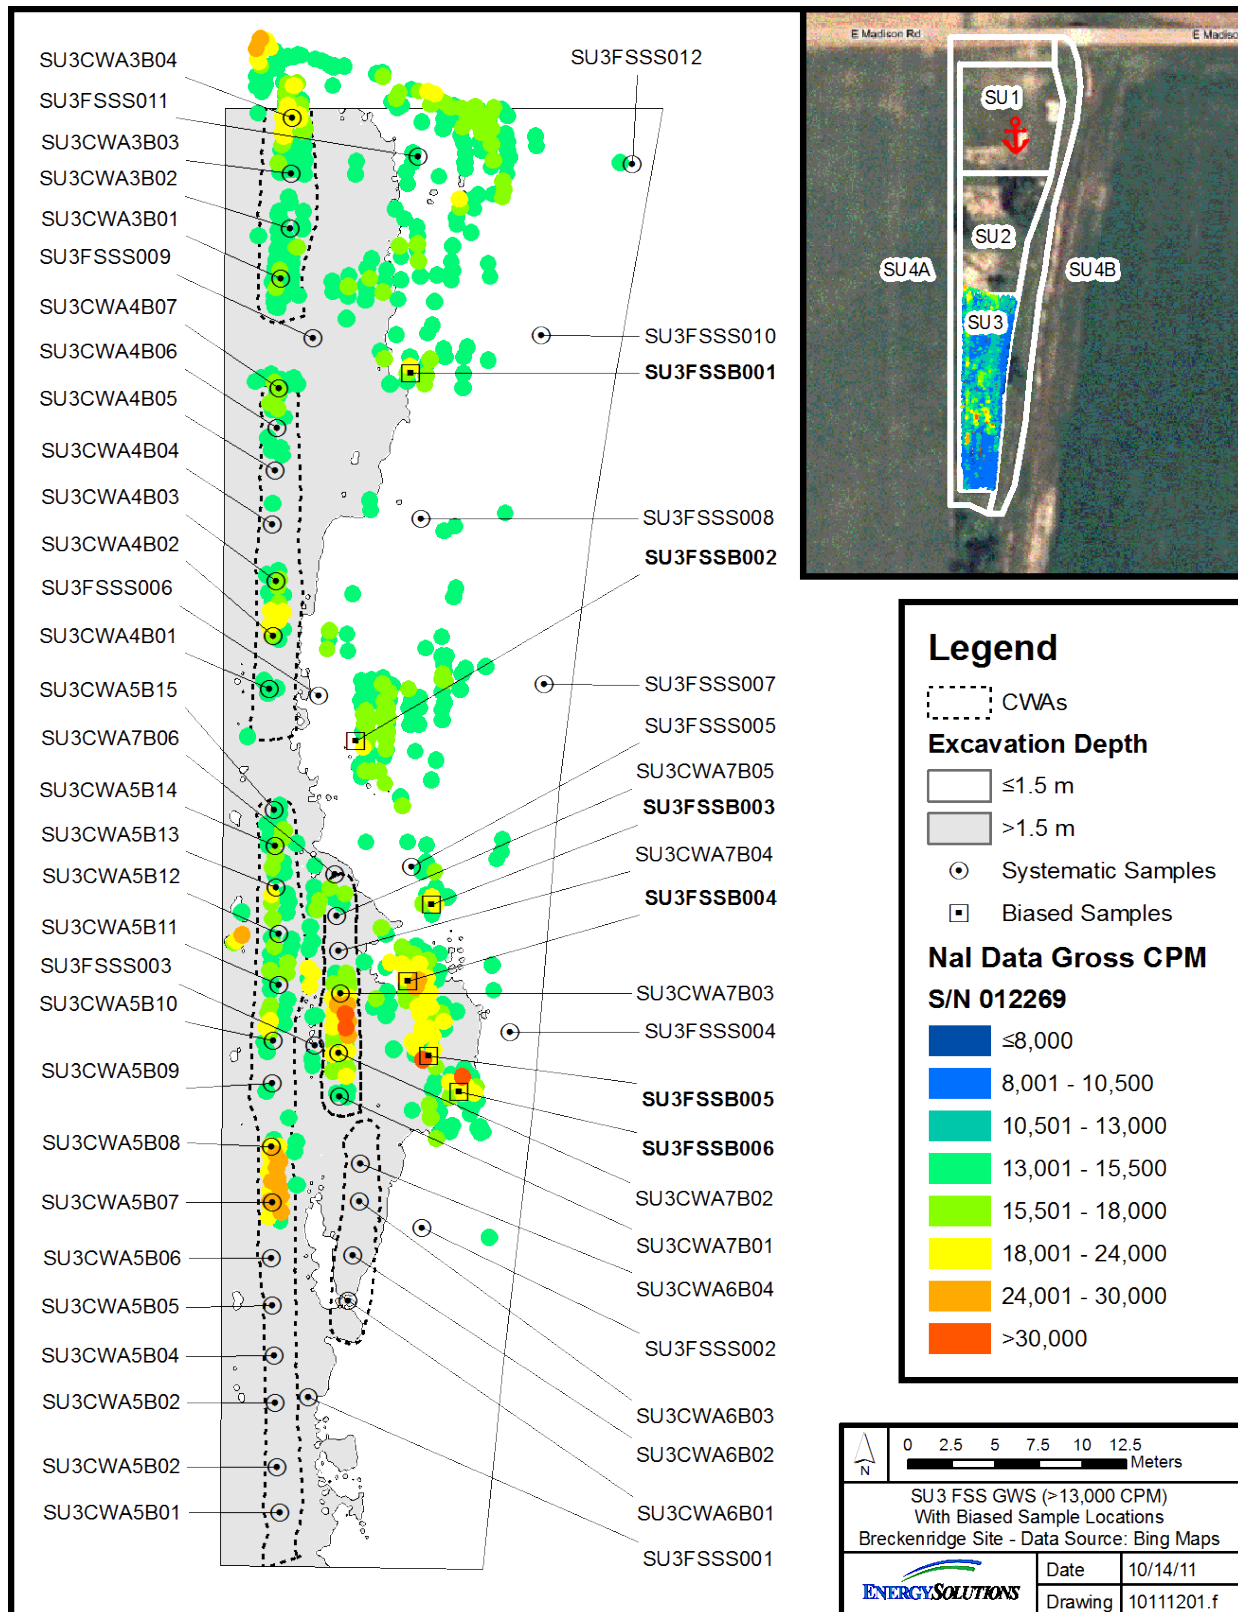 SU3CWA3B04
SU3FSSS011
SU3CWA3B03
SU3CWA3B02
SU3CWA3B01
SU3FSSS009
SU3CWA4B07
SU3CWA4B06
SU3CWA4B05
SU3CWA4B04
SU3CWA4B03
SU3CWA4B02
SU3FSSS006
SU3CWA4B01
SU3CWA5B15
SU3CWA7B06
SU3CWA5B14
SU3CWA5B13
SU3CWA5B12
SU3CWA5B11
SU3FSSS003
SU3CWA5B10
SU3CWA5B09
SU3CWA5B08
SU3CWA5B07
SU3CWA5B06
SU3CWA5B05
SU3CWA5B04
SU3CWA5B02
SU3CWA5B02
SU3CWA5B01
SU3FSSS012
SU3FSSS010
SU3FSSB001
SU3FSSS008
SU3FSSB002
SU3FSSS007
SU3FSSS005
SU3CWA7B05
SU3FSSB003
SU3CWA7B04
SU3FSSB004
SU3CWA7B03
SU3FSSS004
SU3FSSB005
SU3FSSB006
SU3CWA7B02
SU3CWA7B01
SU3CWA6B04
SU3FSSS002
SU3CWA6B03
SU3CWA6B02
SU3CWA6B01
SU3FSSS001
E Madison Rd
E Madiso
SU1
SU2
SU4A
SU4B
SU3
Legend
CWAs
Excavation Depth
≤1.5 m
>1.5 m
Systematic Samples
Biased Samples
NaI Data Gross CPM
S/N 012269
≤8,000
8,001 - 10,500
10,501 - 13,000
13,001 - 15,500
15,501 - 18,000
18,001 - 24,000
24,001 - 30,000
>30,000
N
0 2.5 5 7.5 10 12.5
Meters
SU3 FSS GWS (>13,000 CPM)
With Biased Sample Locations
Breckenridge Site - Data Source: Bing Maps
ENERGYSOLUTIONS
Date 10/14/11
Drawing 10111201.f